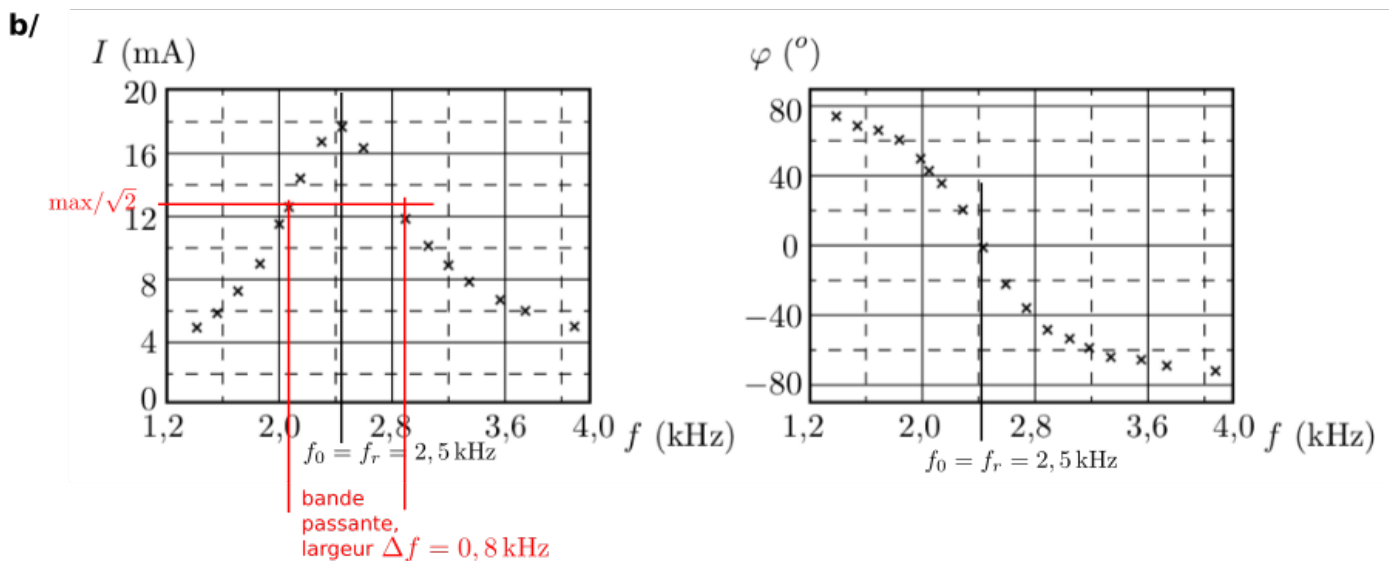 b/
I (mA)
20
16
max/√2
12
8
4
0
1,2 2,0 2,8 3,6 4,0 f (kHz)
f₀ = fᵣ = 2, 5 kHz
bande
passante,
largeur Δf = 0, 8 kHz
φ (°)
80
40
0
−40
−80
1,2 2,0 2,8 3,6 4,0 f (kHz)
f₀ = fᵣ = 2, 5 kHz